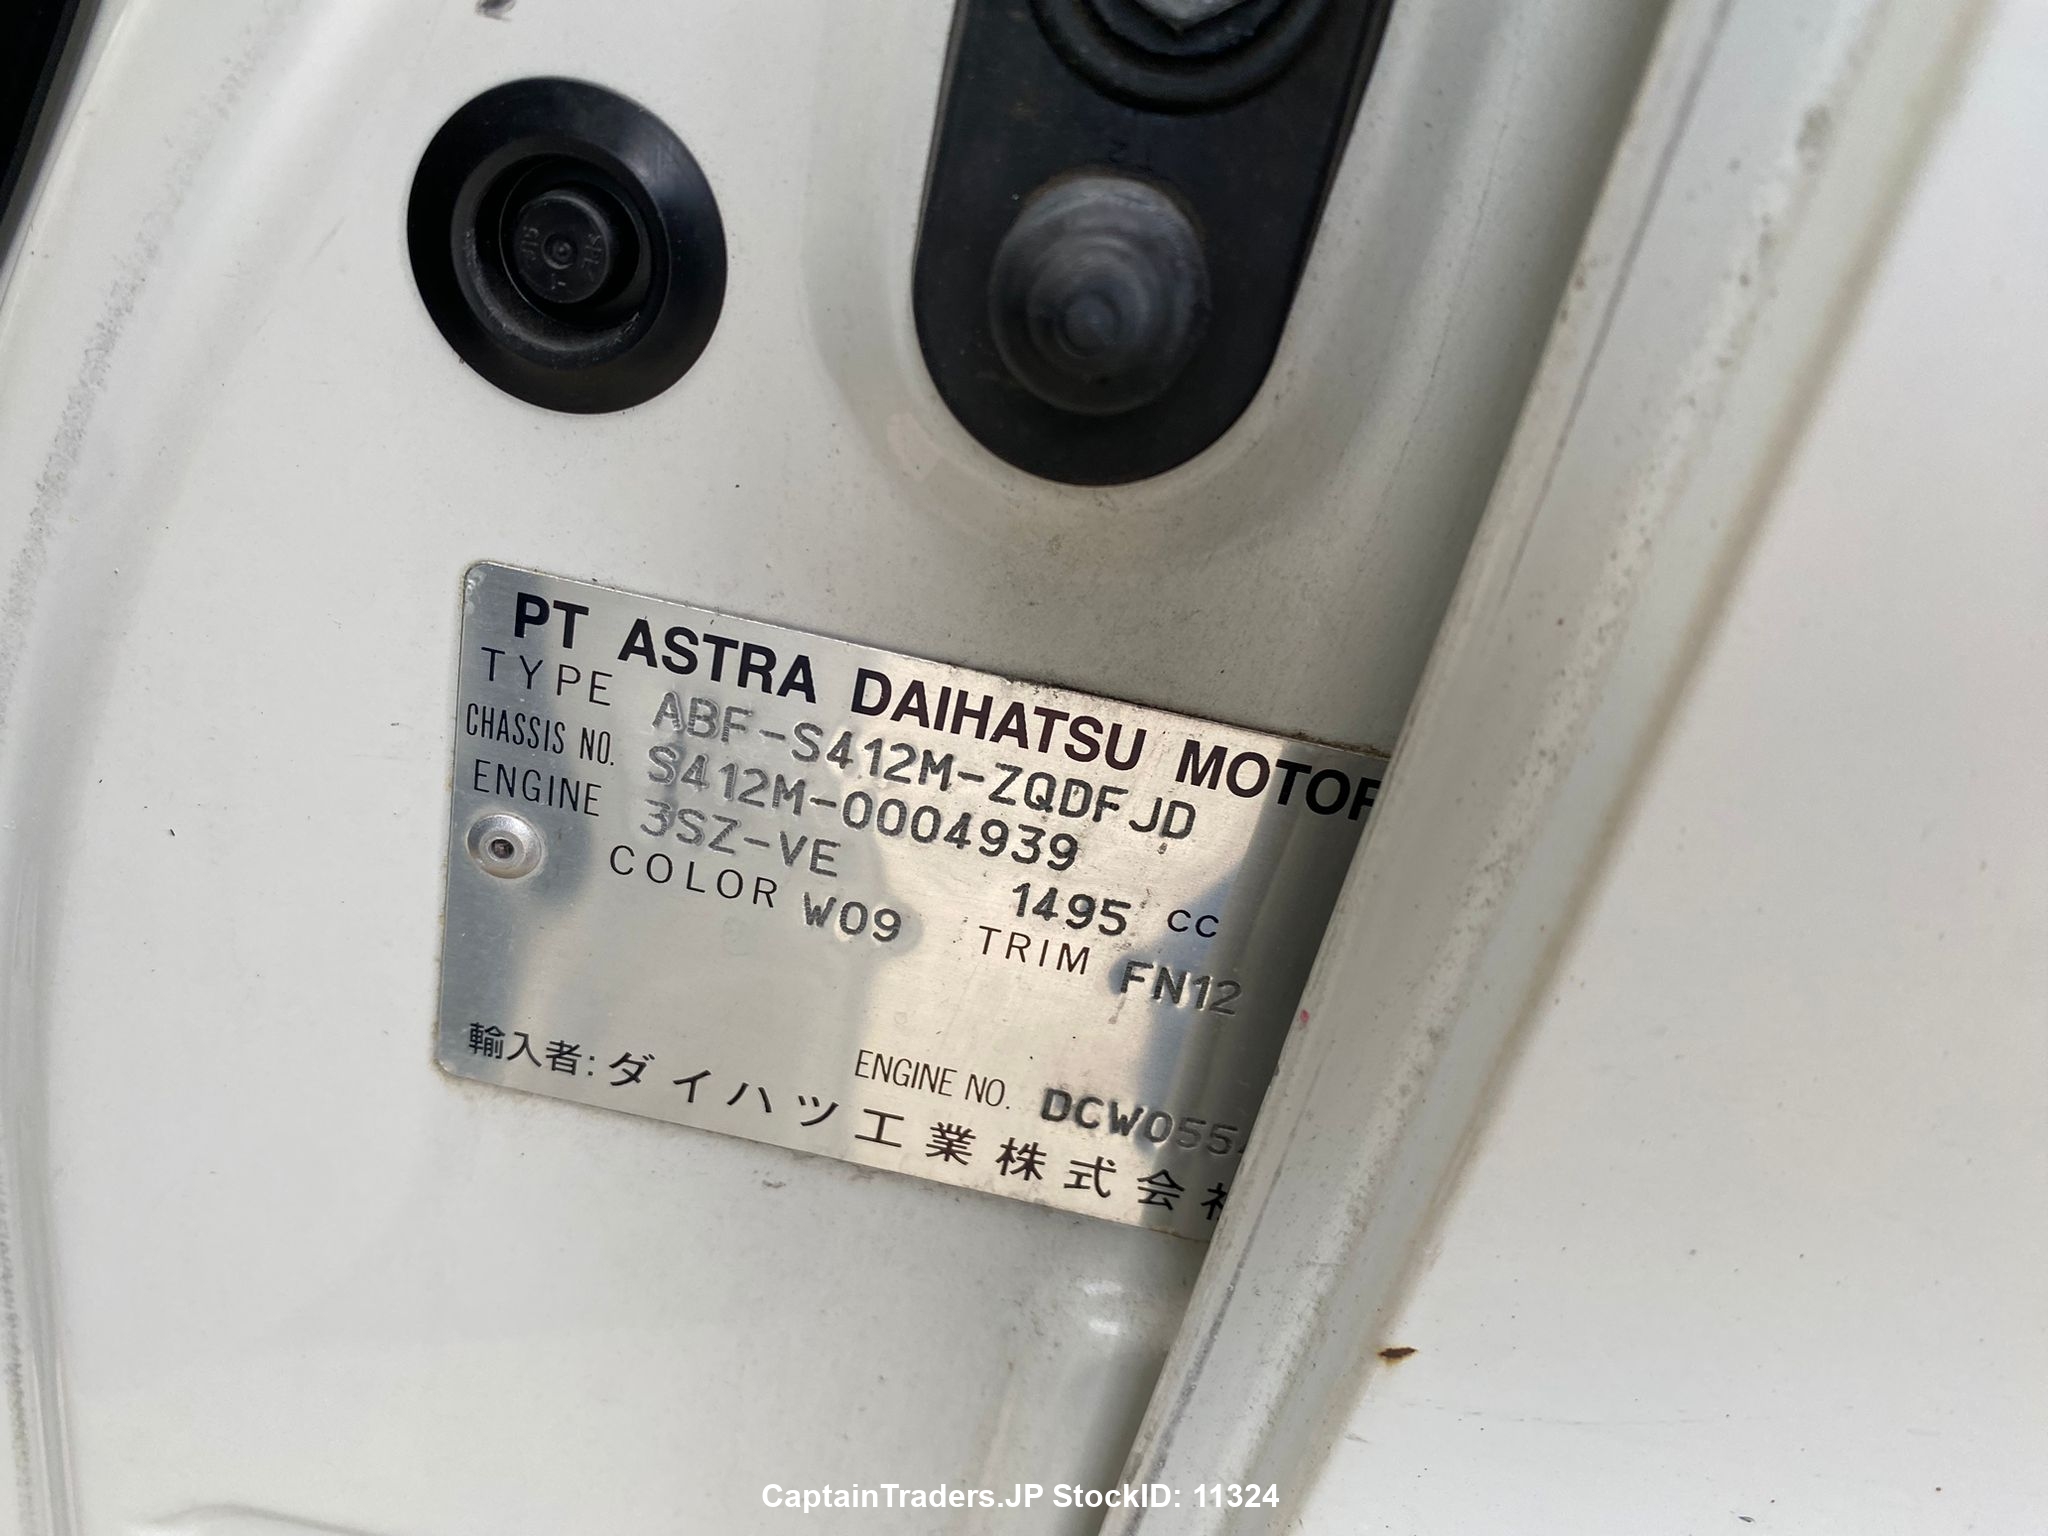 PT ASTRA DAIHATSU MOTOR
TYPE ABF-S412M-ZQDFJD
CHASSIS NO. S412M-0004939
ENGINE 3SZ-VE 1495 CC
COLOR W09 TRIM FN12
ENGINE NO. DCW055
輸入者: ダイハツ工業株式会
CaptainTraders.JP StockID: 11324